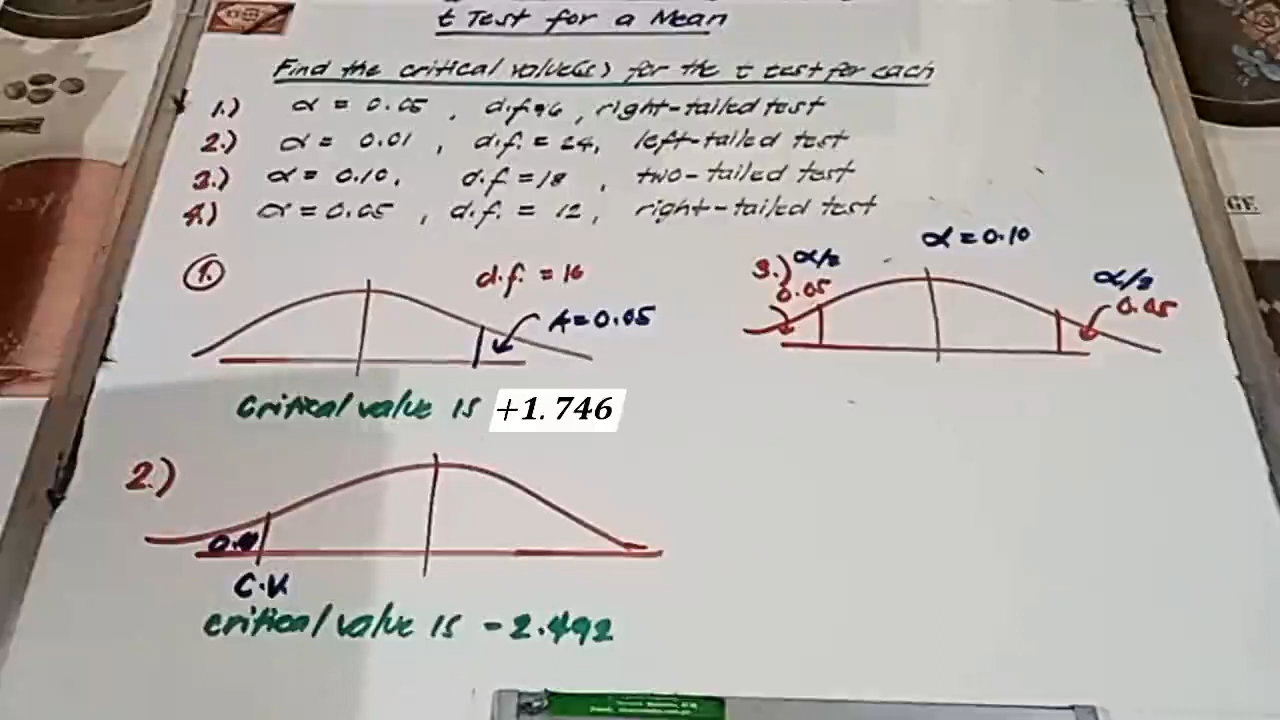 t Test for a Mean
Find the critical value(s) for the t test for each
1.) α = 0.05 , d.f=16 , right-tailed test
2.) α = 0.01 , d.f. = 24, left-tailed test
3.) α = 0.10, d.f = 18 , two-tailed test
4.) α = 0.05 , d.f. = 12, right-tailed test
α = 0.10
1. d.f. = 16
3.) α/2 α/2
0.05 0.05
A = 0.05
critical value is +1.746
2.)
0.01
C.V.
critical value is -2.492
GE